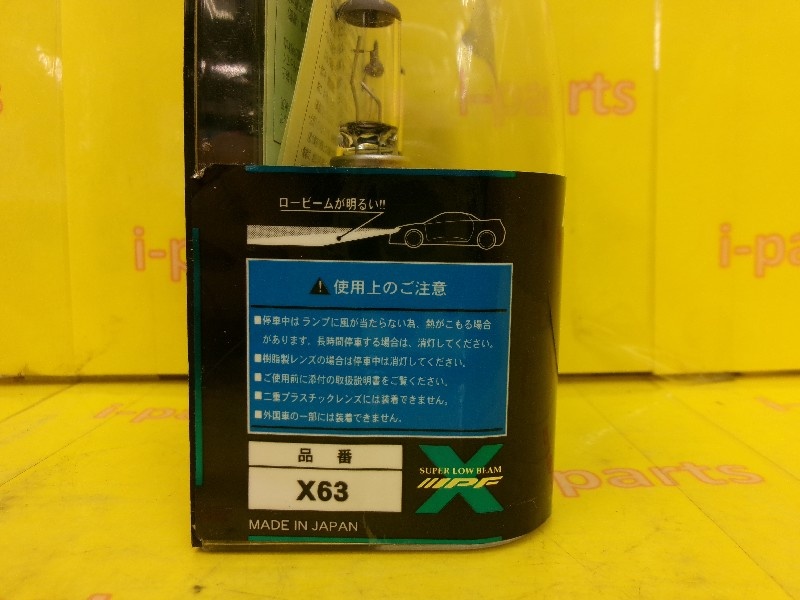 i-parts
ロービームが明るい!!
i-pa
i-pa
⚠ 使用上のご注意
■停車中は ランプに風が当たらない為、熱がこもる場合
があります。長時間停車する場合は、消灯してください。
■樹脂製レンズの場合は停車中は消灯してください。
■ご使用前に添付の取扱説明書をご覧ください。
■二重プラスチックレンズには装着できません。
■外国車の一部には装着できません。
品 番
X63
SUPER LOW BEAM
IPF
X
MADE IN JAPAN
i-parts